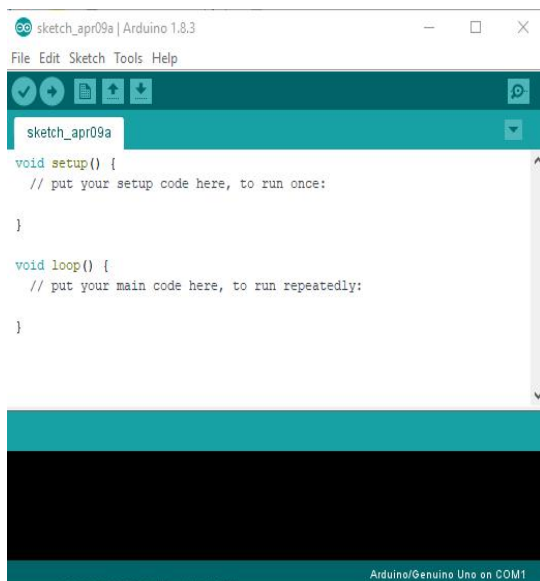 sketch_apr09a | Arduino 1.8.3
File Edit Sketch Tools Help
sketch_apr09a
void setup() {
  // put your setup code here, to run once:
}
void loop() {
  // put your main code here, to run repeatedly:
}
Arduino/Genuino Uno on COM1